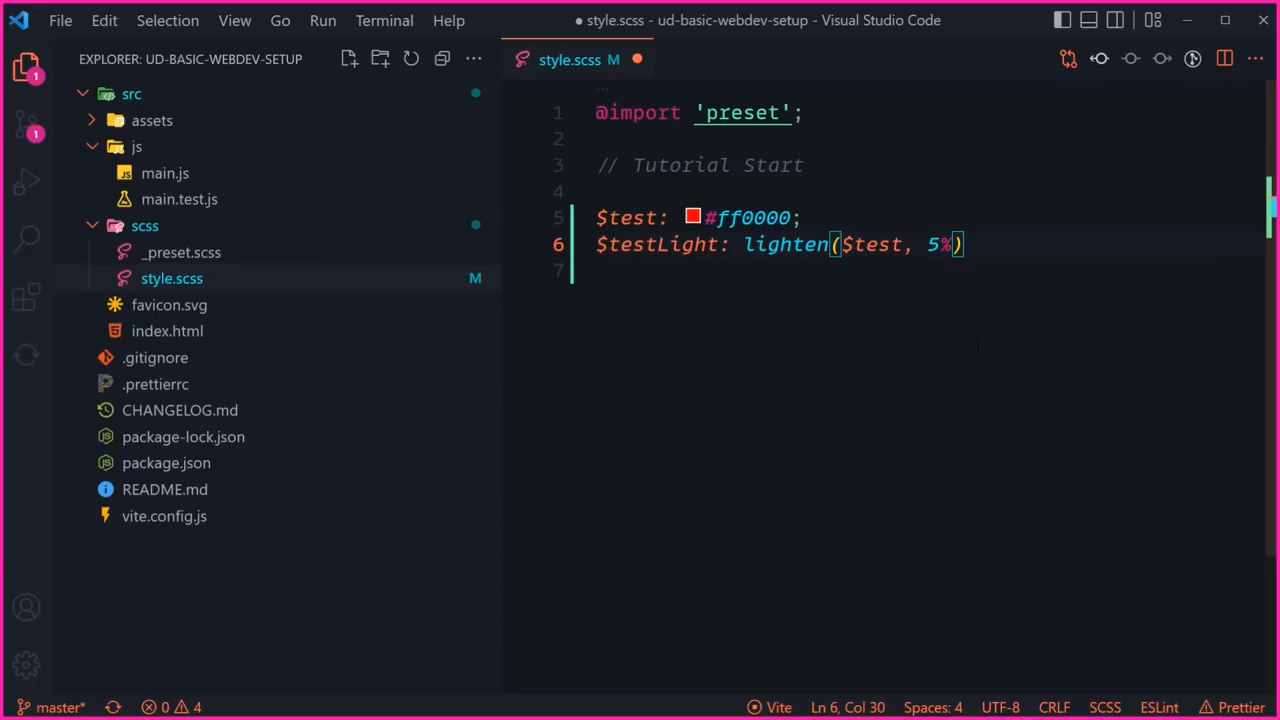 File Edit Selection View Go Run Terminal Help
● style.scss - ud-basic-webdev-setup - Visual Studio Code
EXPLORER: UD-BASIC-WEBDEV-SETUP
1
1
src
assets
js
main.js
main.test.js
scss
_preset.scss
style.scss M
favicon.svg
index.html
.gitignore
.prettierrc
CHANGELOG.md
package-lock.json
package.json
README.md
vite.config.js
style.scss M
1 @import 'preset';
2
3 // Tutorial Start
4
5 $test: #ff0000;
6 $testLight: lighten($test, 5%)
7
master* 0 4 Vite Ln 6, Col 30 Spaces: 4 UTF-8 CRLF SCSS ESLint Prettier